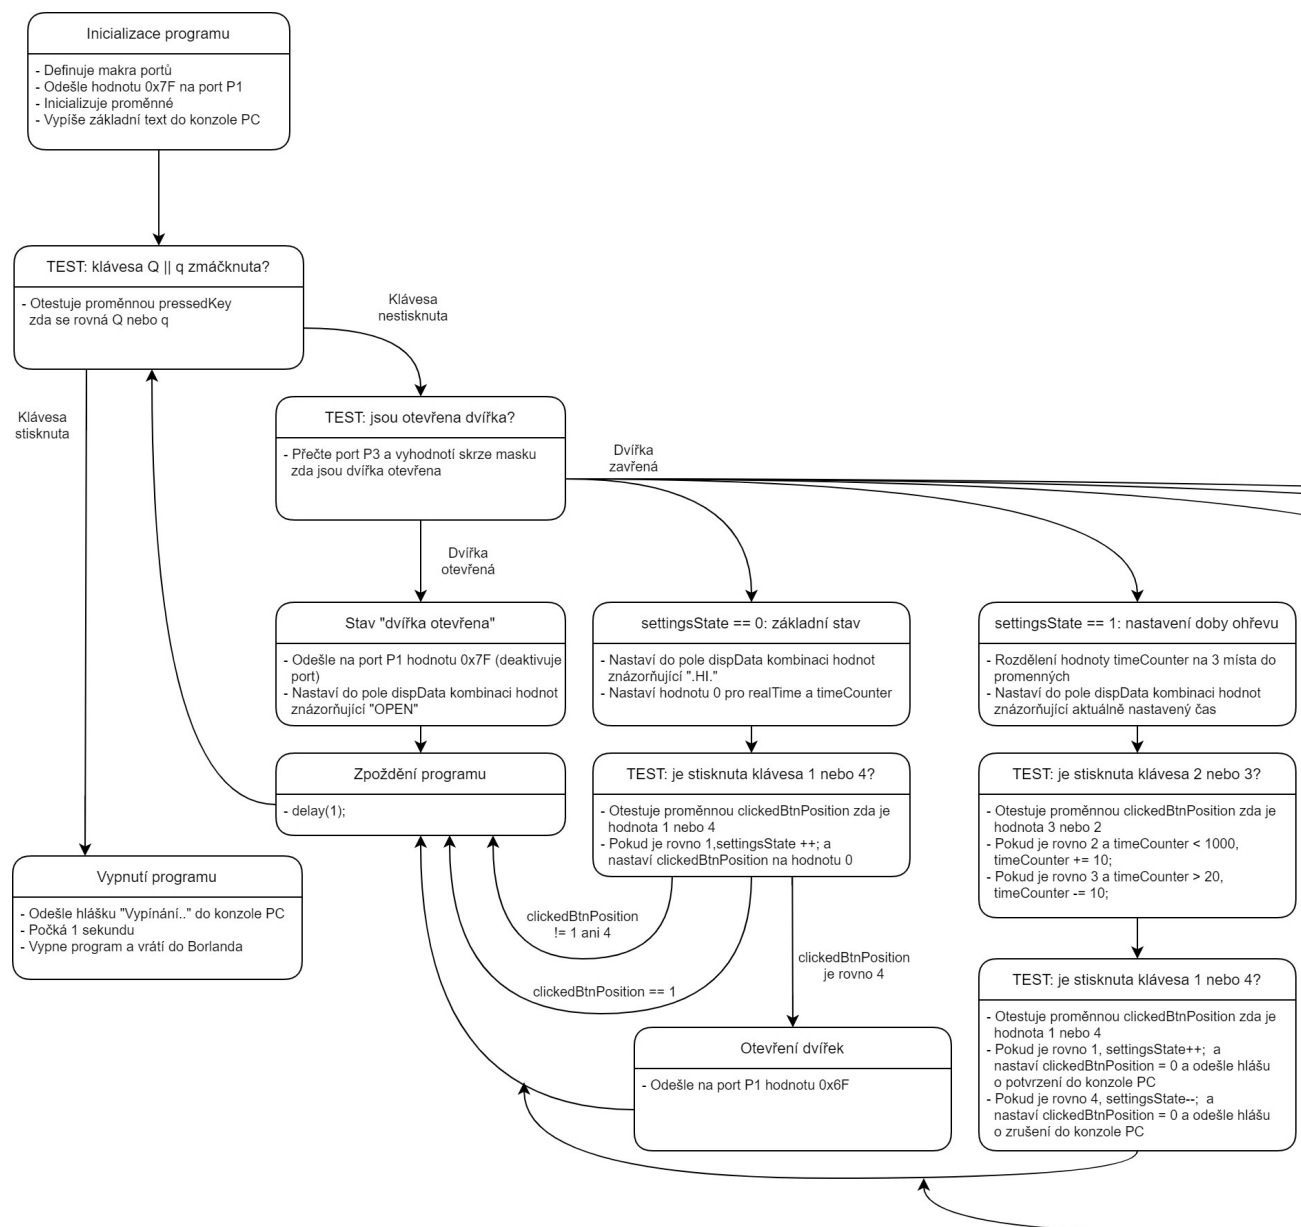 Inicializace programu
- Definuje makra portů
- Odešle hodnotu 0x7F na port P1
- Inicializuje proměnné
- Vypíše základní text do konzole PC
TEST: klávesa Q || q zmáčknuta?
- Otestuje proměnnou pressedKey
zda se rovná Q nebo q
Klávesa
nestisknuta
Klávesa
stisknuta
TEST: jsou otevřena dvířka?
- Přečte port P3 a vyhodnotí skrze masku
zda jsou dvířka otevřena
Dvířka
zavřená
Dvířka
otevřená
Stav "dvířka otevřena"
- Odešle na port P1 hodnotu 0x7F (deaktivuje
port)
- Nastaví do pole dispData kombinaci hodnot
znázorňující "OPEN"
settingsState == 0: základní stav
- Nastaví do pole dispData kombinaci hodnot
znázorňující ".HI."
- Nastaví hodnotu 0 pro realTime a timeCounter
settingsState == 1: nastavení doby ohřevu
- Rozdělení hodnoty timeCounter na 3 místa do
promenných
- Nastaví do pole dispData kombinaci hodnot
znázorňující aktuálně nastavený čas
Zpoždění programu
- delay(1);
TEST: je stisknuta klávesa 1 nebo 4?
- Otestuje proměnnou clickedBtnPosition zda je
hodnota 1 nebo 4
- Pokud je rovno 1,settingsState ++; a
nastaví clickedBtnPosition na hodnotu 0
TEST: je stisknuta klávesa 2 nebo 3?
- Otestuje proměnnou clickedBtnPosition zda je
hodnota 3 nebo 2
- Pokud je rovno 2 a timeCounter < 1000,
timeCounter += 10;
- Pokud je rovno 3 a timeCounter > 20,
timeCounter -= 10;
Vypnutí programu
- Odešle hlášku "Vypínání.." do konzole PC
- Počká 1 sekundu
- Vypne program a vrátí do Borlanda
clickedBtnPosition
!= 1 ani 4
clickedBtnPosition == 1
clickedBtnPosition
je rovno 4
TEST: je stisknuta klávesa 1 nebo 4?
- Otestuje proměnnou clickedBtnPosition zda je
hodnota 1 nebo 4
- Pokud je rovno 1, settingsState++; a
nastaví clickedBtnPosition = 0 a odešle hlášu
o potvrzení do konzole PC
- Pokud je rovno 4, settingsState--; a
nastaví clickedBtnPosition = 0 a odešle hlášu
o zrušení do konzole PC
Otevření dvířek
- Odešle na port P1 hodnotu 0x6F